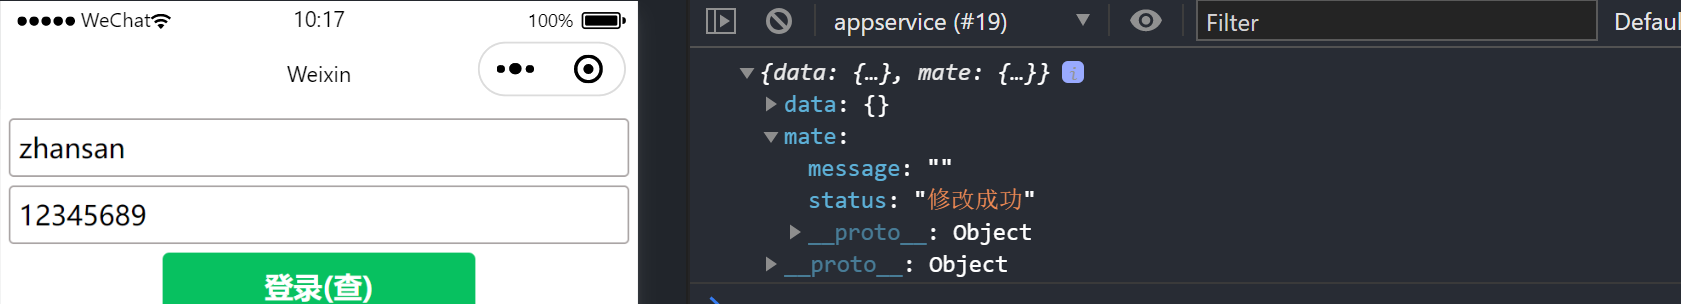 WeChat 10:17 100%
Weixin
zhansan
12345689
登录(查)
appservice (#19) Filter Defau
{data: {…}, mate: {…}} i
data: {}
mate:
message: ""
status: "修改成功"
__proto__: Object
__proto__: Object